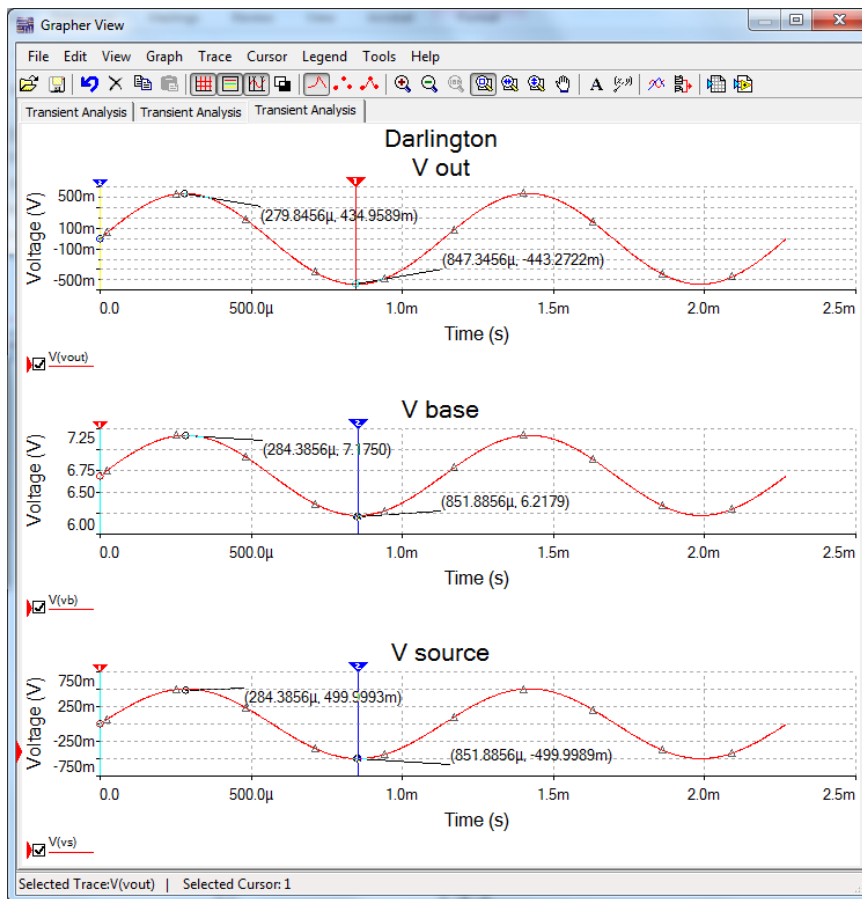 Grapher View
File Edit View Graph Trace Cursor Legend Tools Help
Transient Analysis Transient Analysis Transient Analysis
Darlington
V out
Voltage (V)
500m
100m
-100m
-500m
(279.8456µ, 434.9589m)
(847.3456µ, -443.2722m)
0.0 500.0µ 1.0m 1.5m 2.0m 2.5m
Time (s)
V(vout)
V base
Voltage (V)
7.25
6.75
6.50
6.00
(284.3856µ, 7.1750)
(851.8856µ, 6.2179)
0.0 500.0µ 1.0m 1.5m 2.0m 2.5m
Time (s)
V(vb)
V source
Voltage (V)
750m
250m
-250m
-750m
(284.3856µ, 499.9993m)
(851.8856µ, -499.9989m)
0.0 500.0µ 1.0m 1.5m 2.0m 2.5m
Time (s)
V(vs)
Selected Trace:V(vout) | Selected Cursor: 1